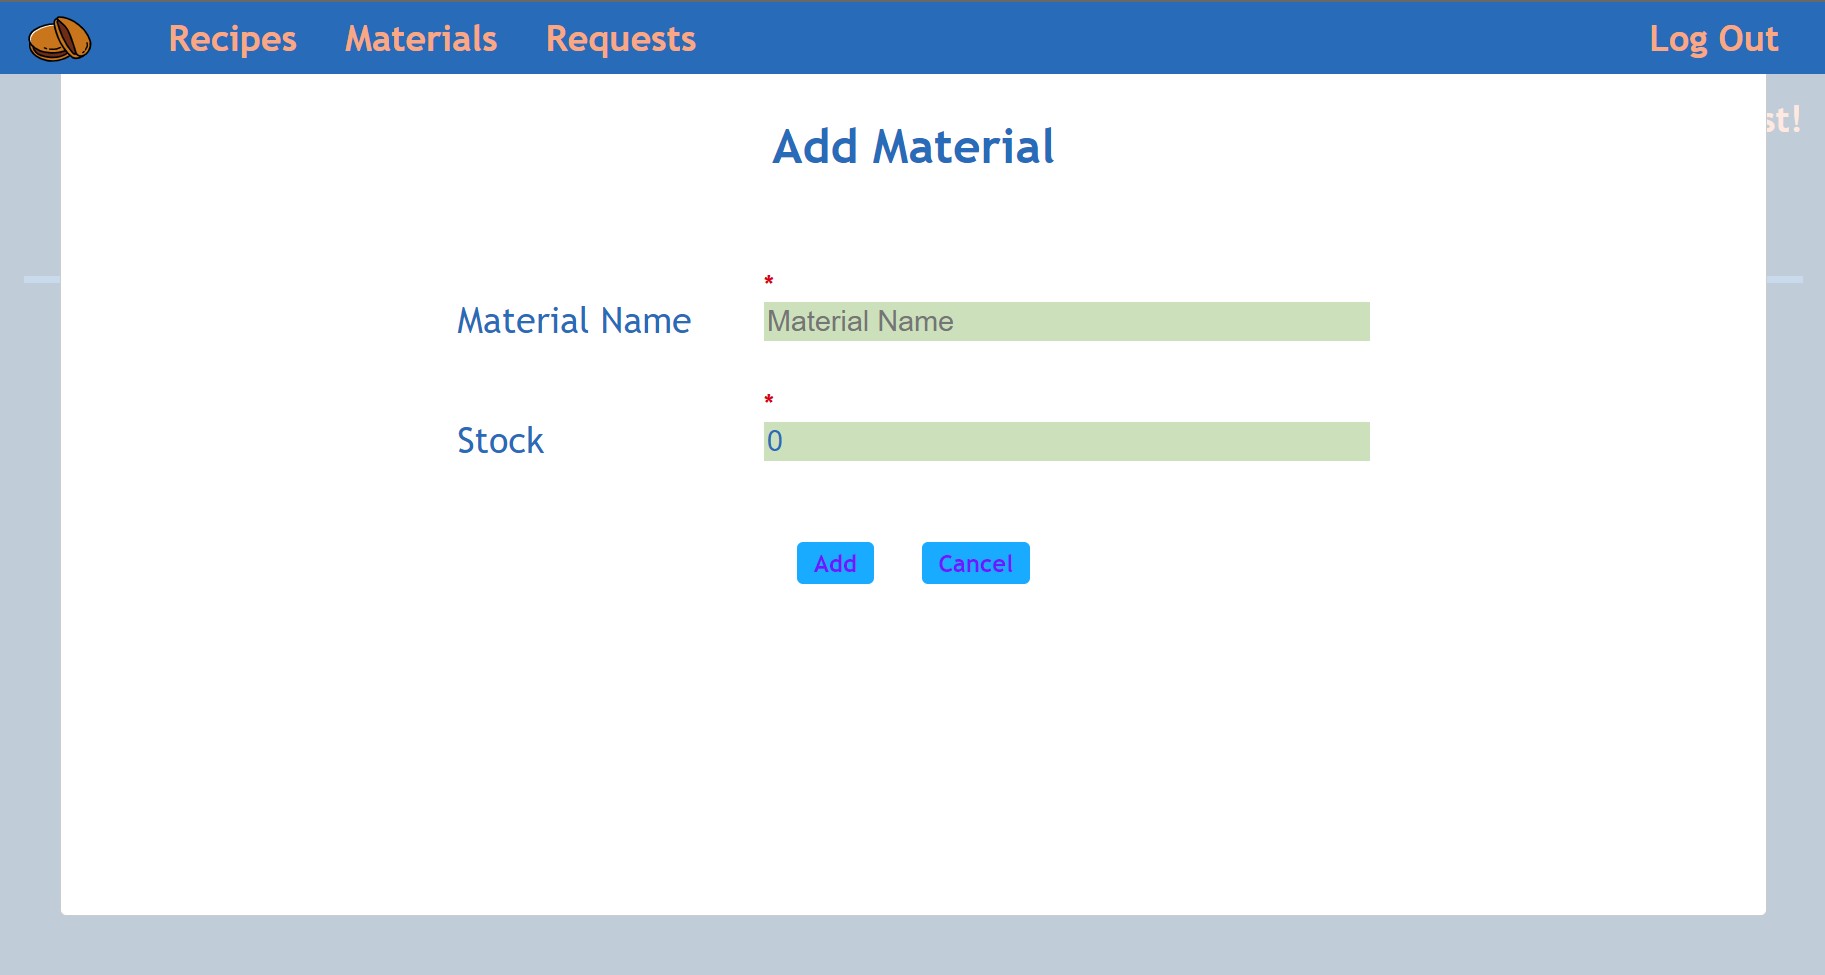 Recipes Materials Requests Log Out
st!
Add Material
*
Material Name Material Name
*
Stock 0
Add Cancel